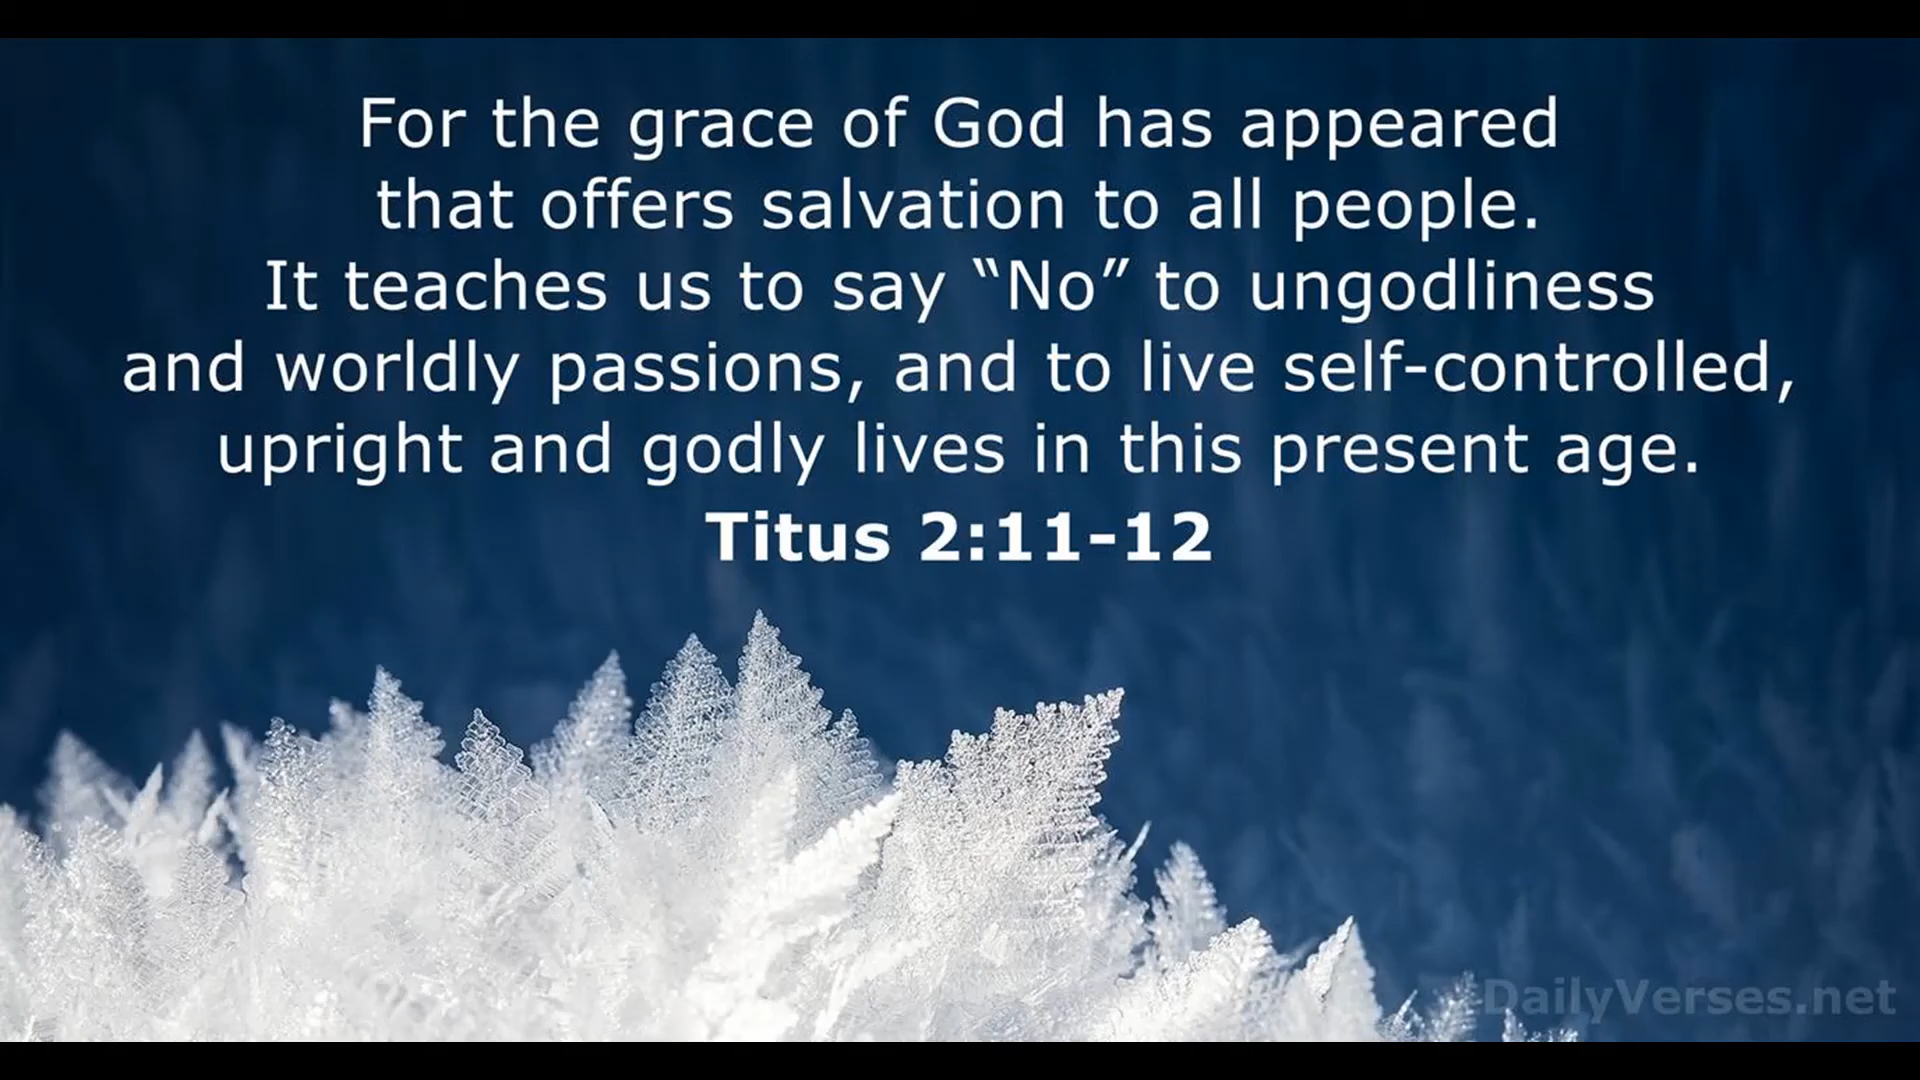 For the grace of God has appeared
that offers salvation to all people.
It teaches us to say “No” to ungodliness
and worldly passions, and to live self-controlled,
upright and godly lives in this present age.
Titus 2:11-12
DailyVerses.net